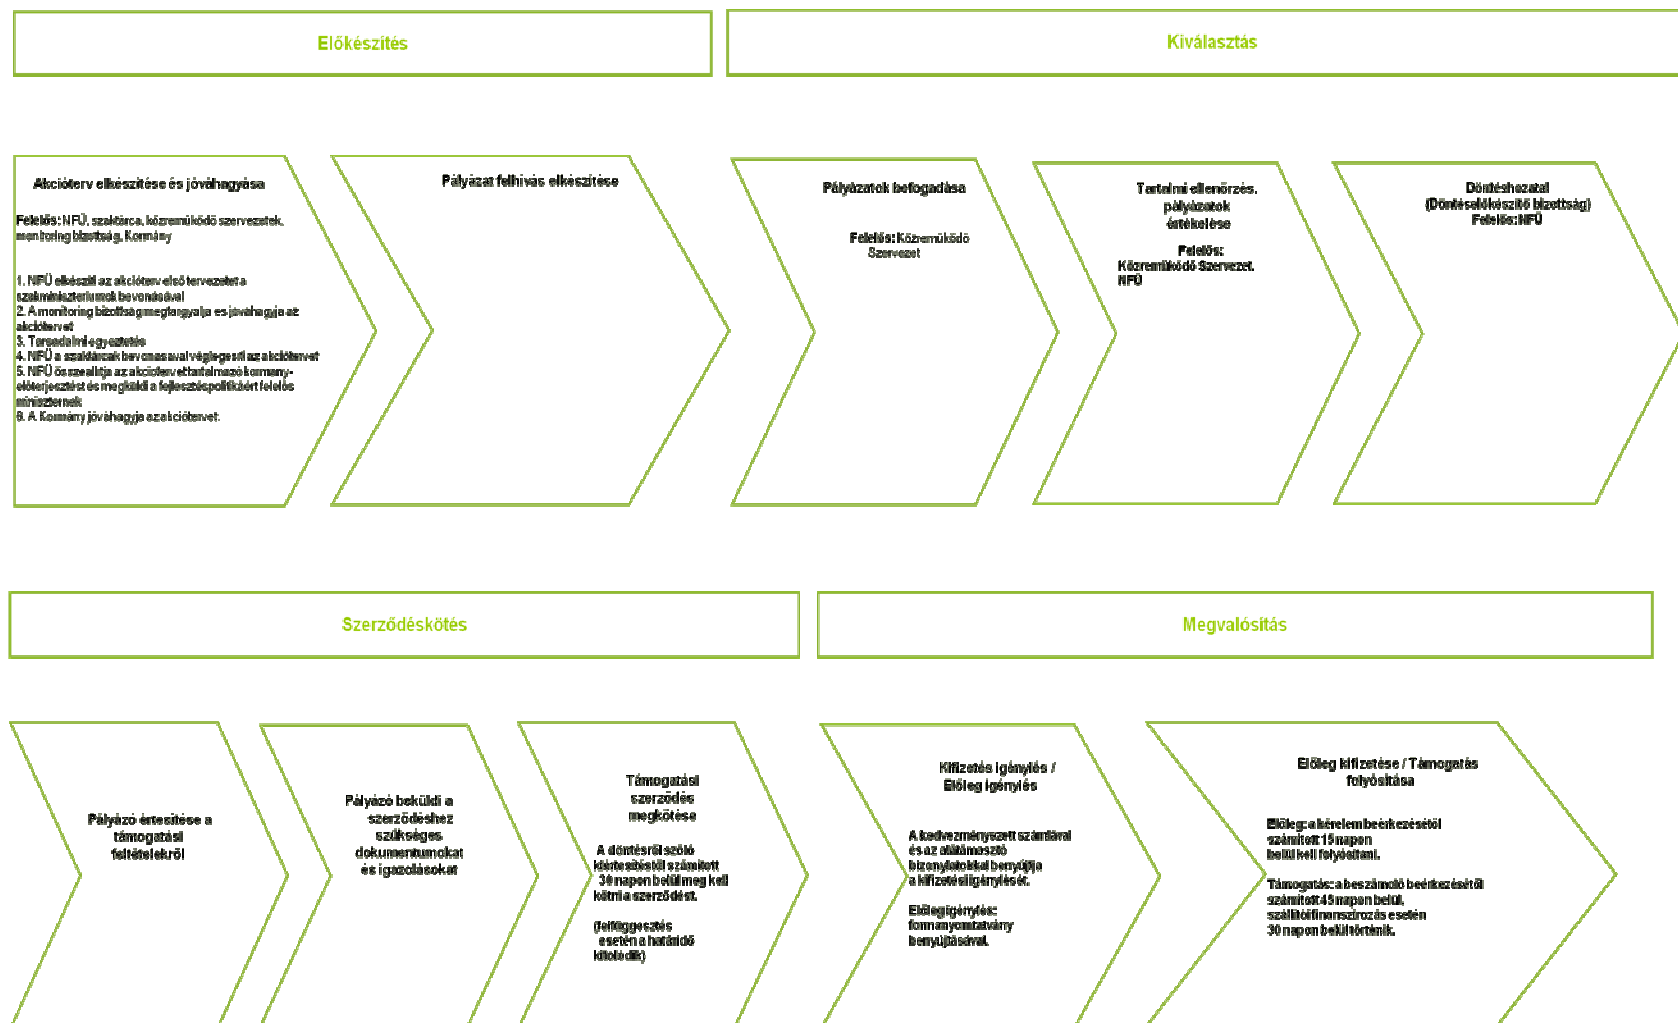 Előkészítés
Kiválasztás
Akcióterv elkészítése és jóváhagyása
Felelős: NFÜ, szaktárca, közreműködő szervezetek,
monitoring bizottság, Kormány
1. NFÜ elkészíti az akcióterv első tervezetét a
szakminisztériumok bevonásával
2. A monitoring bizottság megtárgyalja és jóváhagyja az
akciótervet
3. Társadalmi egyeztetés
4. NFÜ a szaktárcák bevonásával véglegesíti az akciótervet
5. NFÜ összeállítja az akciótervet tartalmazó kormány-
előterjesztést és megküldi a fejlesztéspolitikáért felelős
miniszternek
6. A Kormány jóváhagyja az akciótervet.
Pályázat felhívás elkészítése
Pályázatok befogadása
Felelős: Közreműködő
Szervezet
Tartalmi ellenőrzés,
pályázatok
értékelése
Felelős:
Közreműködő Szervezet,
NFÜ
Döntéshozatal
(Döntéselőkészítő bizottság)
Felelős: NFÜ
Szerződéskötés
Megvalósítás
Pályázó értesítése a
támogatási
feltételekről
Pályázó beküldi a
szerződéshez
szükséges
dokumentumokat
és igazolásokat
Támogatási
szerződés
megkötése
A döntésről szóló
kiértesítéstől számított
30 napon belül meg kell
kötni a szerződést.
(felfüggesztés
esetén a határidő
kitolódik)
Kifizetés igénylés /
Előleg igénylés
A kedvezményezett számlával
és az alátámasztó
bizonylatokkal benyújtja
a kifizetési igénylését.
Előlegigénylés:
formanyomtatvány
benyújtásával.
Előleg kifizetése / Támogatás
folyósítása
Előleg: a kérelem beérkezésétől
számított 15 napon
belül kell folyósítani.
Támogatás: a beszámoló beérkezésétől
számított 45 napon belül,
szállítói finanszírozás esetén
30 napon belül történik.